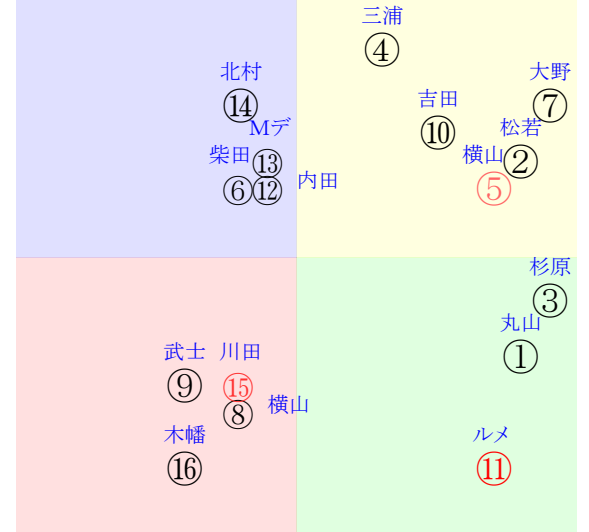 三浦
④
北村
大野
⑭
吉田
⑦
Mデ
松若
⑩
柴田
横山
⑬
②
内田
⑥
⑫
⑤
杉原
③
丸山
①
武士
川田
⑨
⑮
横山
⑧
木幡
ルメ
⑯
⑪